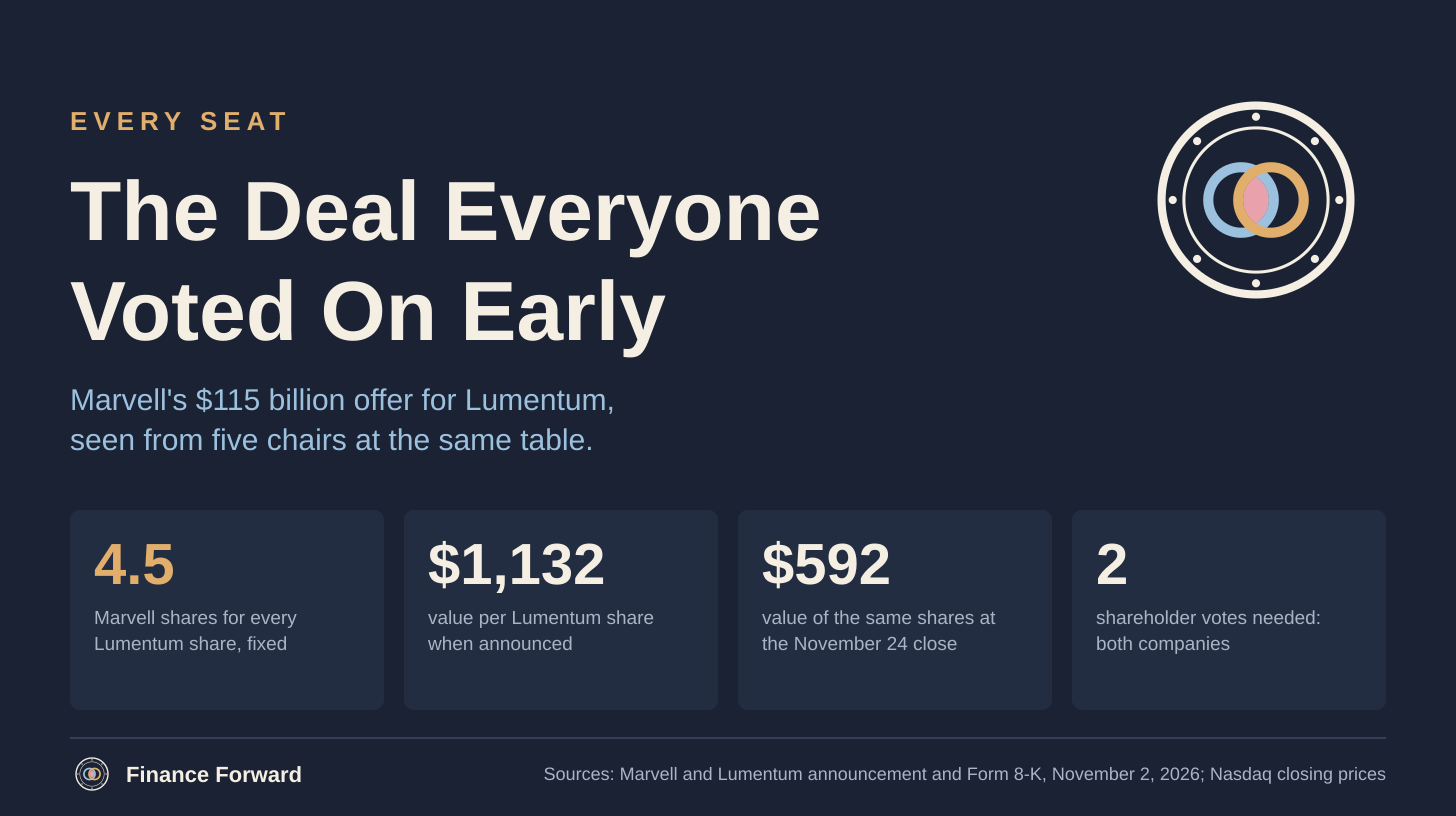 EVERY SEAT
The Deal Everyone
Voted On Early
Marvell's $115 billion offer for Lumentum,
seen from five chairs at the same table.
4.5
Marvell shares for every
Lumentum share, fixed
$1,132
value per Lumentum share
when announced
$592
value of the same shares at
the November 24 close
2
shareholder votes needed:
both companies
Finance Forward
Sources: Marvell and Lumentum announcement and Form 8-K, November 2, 2026; Nasdaq closing prices